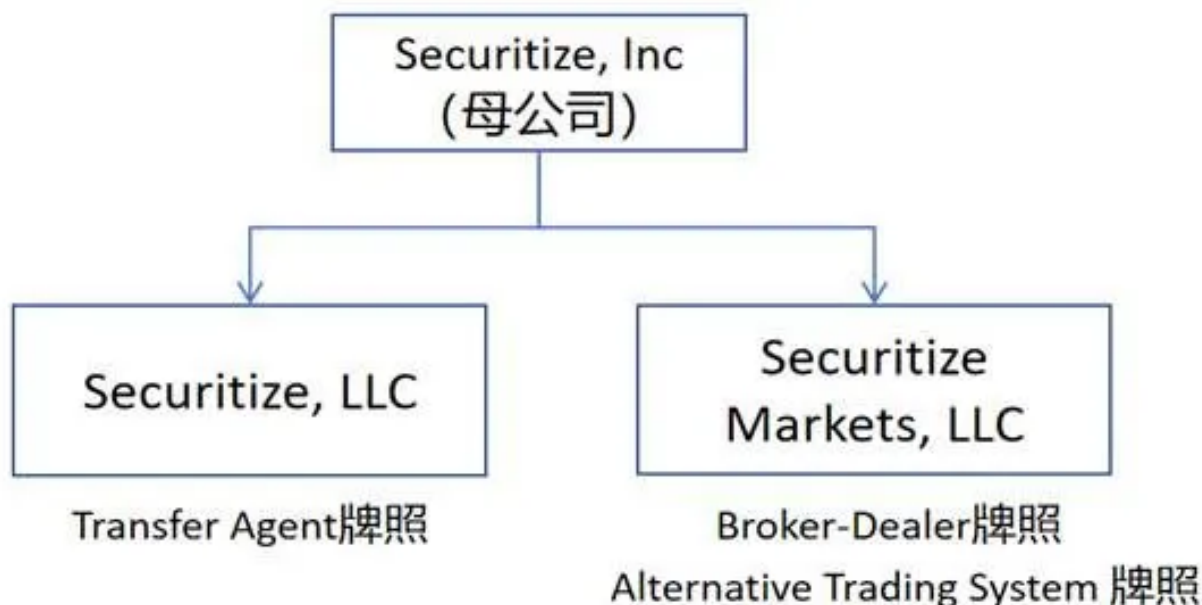 Securitize, Inc
（母公司）
Securitize, LLC
Securitize
Markets, LLC
Transfer Agent牌照
Broker-Dealer牌照
Alternative Trading System 牌照